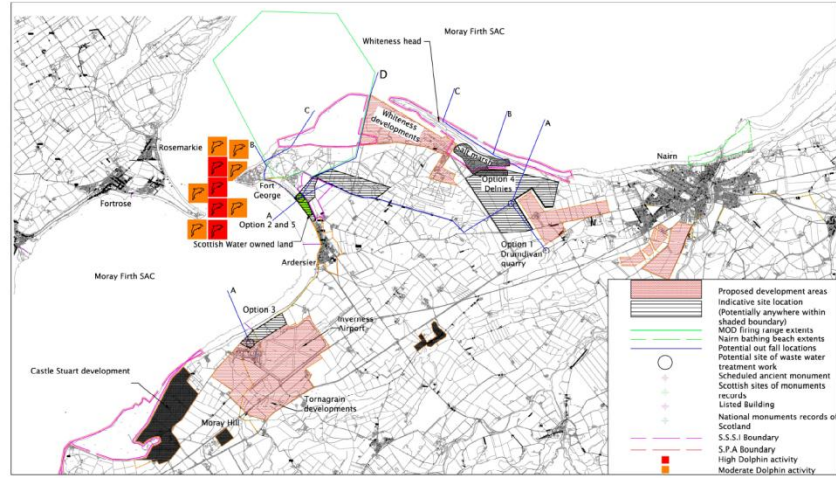 Moray Firth SAC
Whiteness head
D
C
C
B
A
Whiteness
developments
Rosemarkie
B
Salt marsh
Nairn
Fort
George
Option 4
Delnies
Fortrose
A
Option 2 and 5
Scottish Water owned land
Option 1
Drumdivan
quarry
Ardersier
Moray Firth SAC
A
Option 3
Inverness
Airport
Castle Stuart development
Tornagrain
developments
Moray Hill
Proposed development areas
Indicative site location
(Potentially anywhere within
shaded boundary)
MOD firing range extents
Nairn bathing beach extents
Potential out fall locations
Potential site of waste water
treatment work
Scheduled ancient monument
Scottish sites of monuments
records
Listed Building
National monuments records of
Scotland
S.S.S.I Boundary
S.P.A Boundary
High Dolphin activity
Moderate Dolphin activity